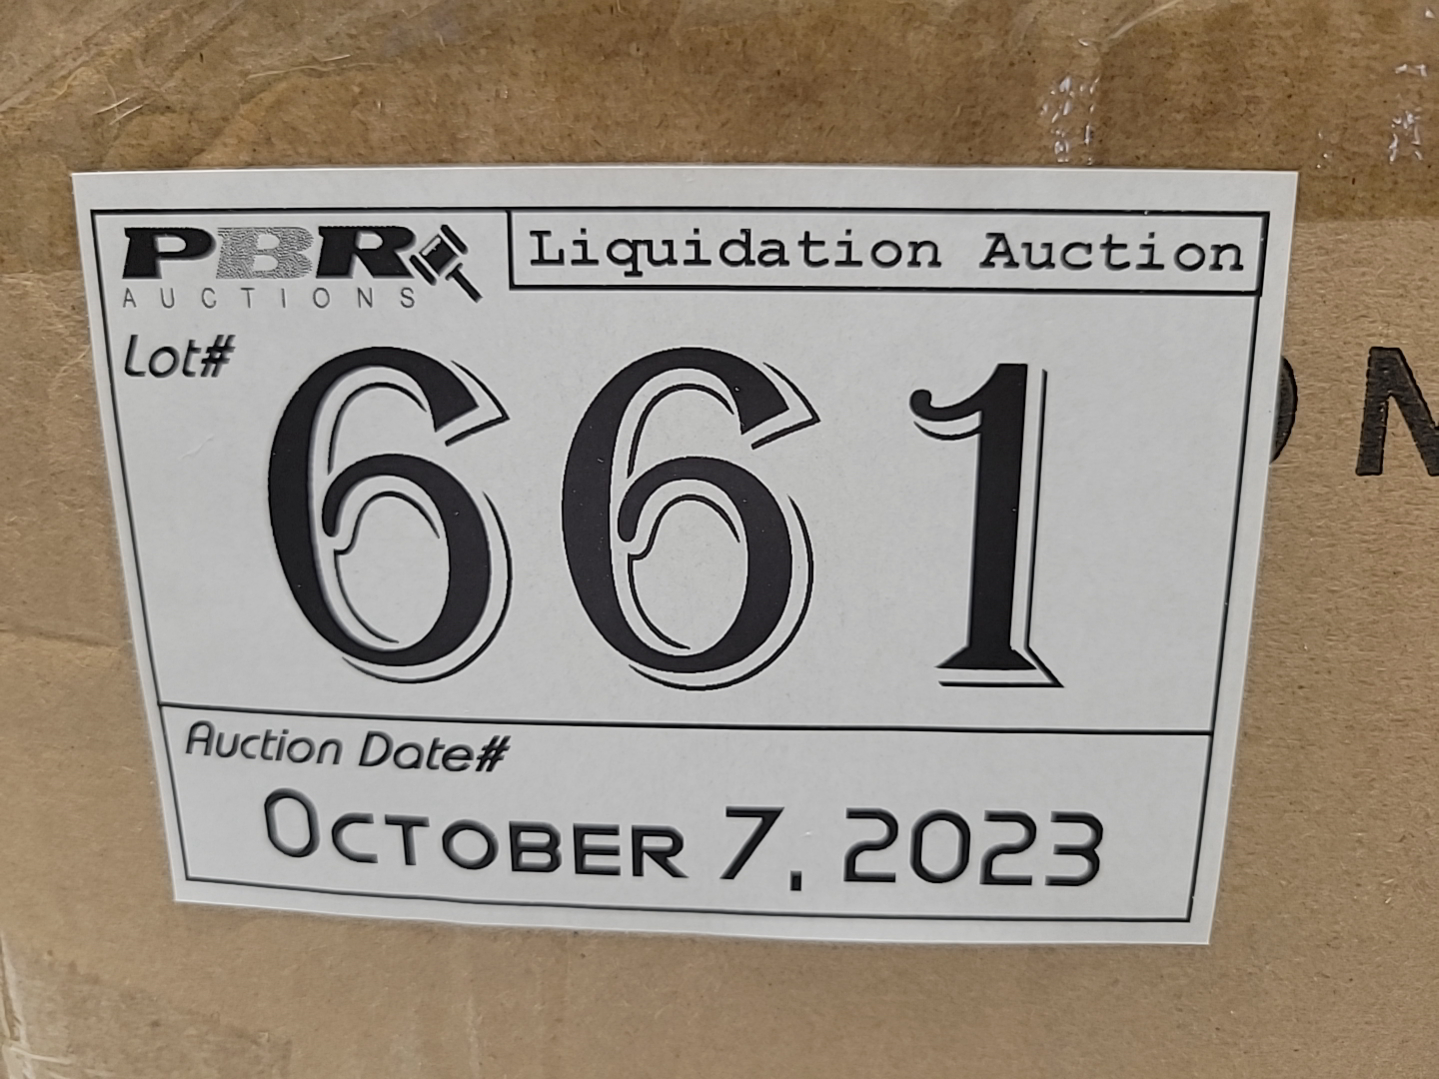 PBR
AUCTIONS
Liquidation Auction
Lot#
661
Auction Date#
OCTOBER 7, 2023